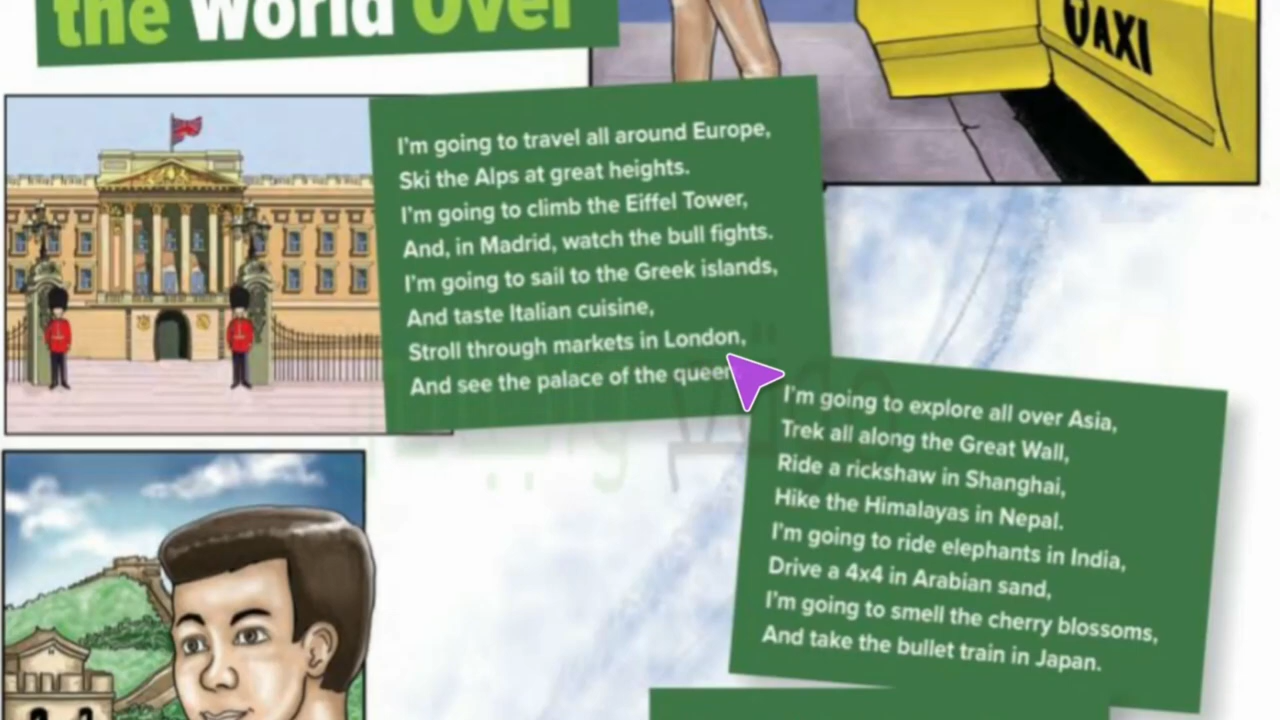 the World Over
TAXI
I'm going to travel all around Europe,
Ski the Alps at great heights.
I'm going to climb the Eiffel Tower,
And, in Madrid, watch the bull fights.
I'm going to sail to the Greek islands,
And taste Italian cuisine,
Stroll through markets in London,
And see the palace of the queen
I'm going to explore all over Asia,
Trek all along the Great Wall,
Ride a rickshaw in Shanghai,
Hike the Himalayas in Nepal.
I'm going to ride elephants in India,
Drive a 4x4 in Arabian sand,
I'm going to smell the cherry blossoms,
And take the bullet train in Japan.